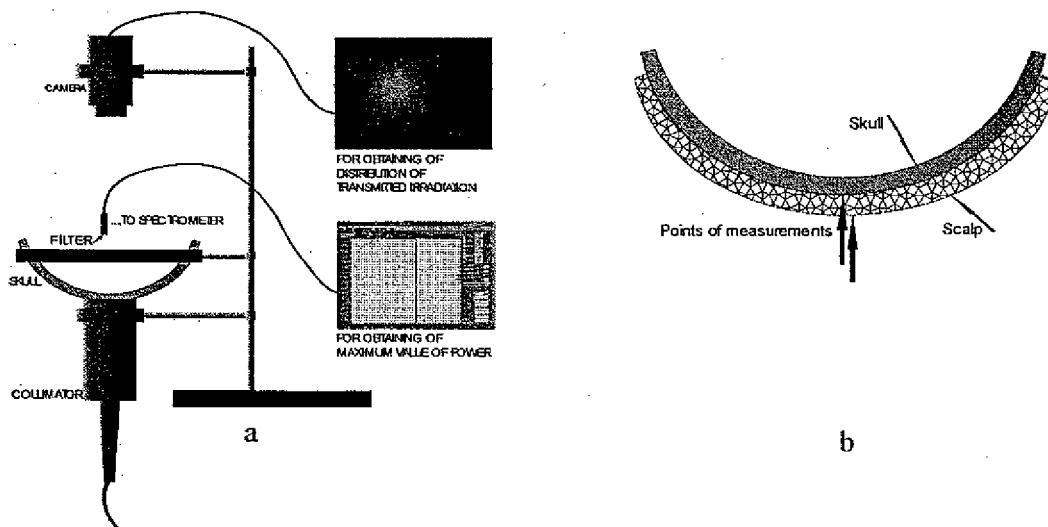 CAMERA
FOR OBTAINING OF
DISTRIBUTION OF
TRANSMITTED IRRADIATION
...TO SPECTROMETER
FILTER
SKULL
FOR OBTAINING OF
MAXIMUM VALUE OF POWER
COLLIMATOR
a
Skull
Points of measurements
Scalp
b